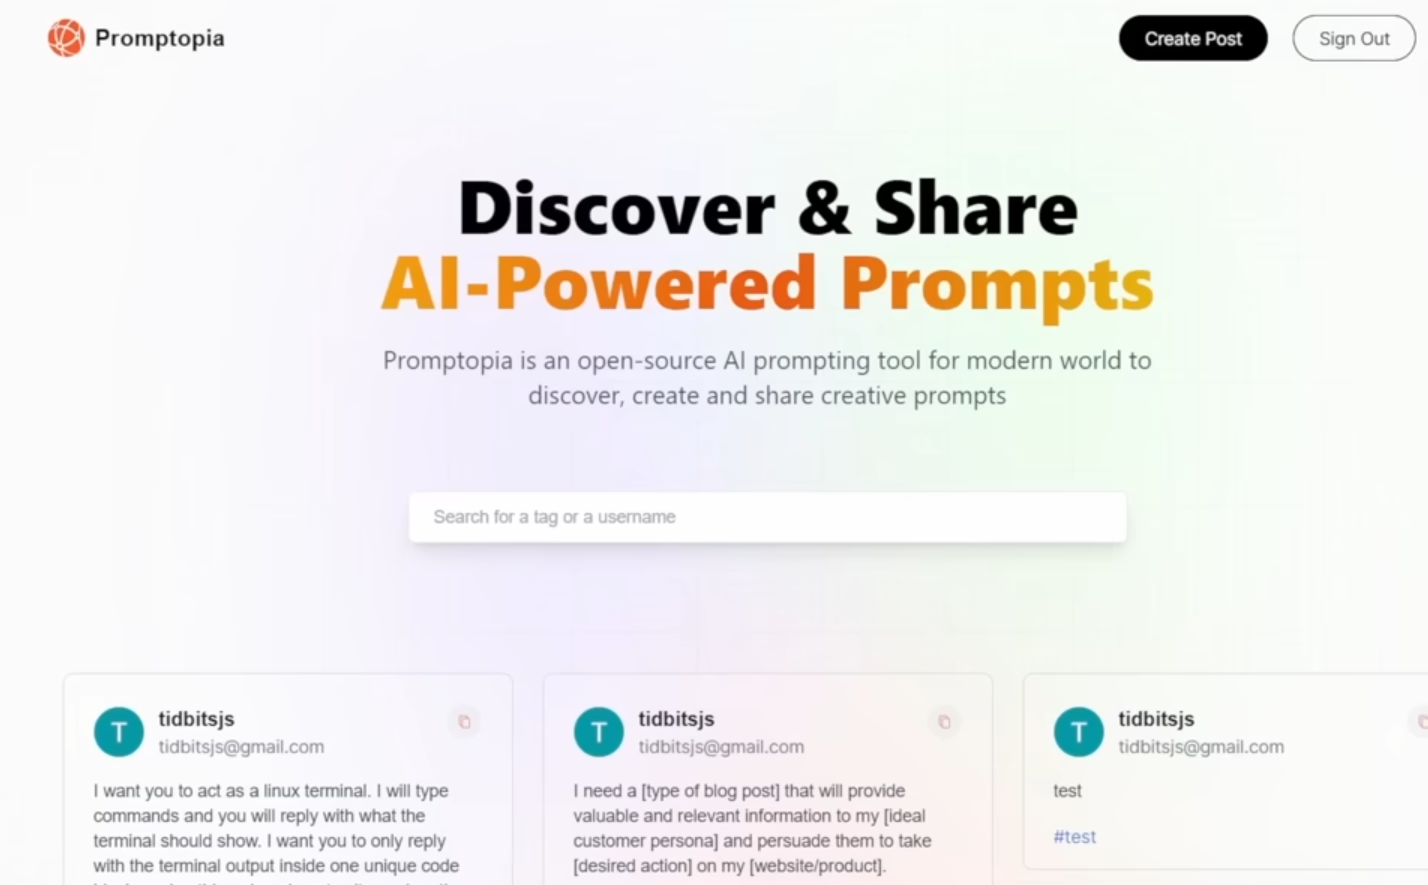 Promptopia
Create Post
Sign Out
Discover & Share
AI-Powered Prompts
Promptopia is an open-source AI prompting tool for modern world to
discover, create and share creative prompts
Search for a tag or a username
T
tidbitsjs
tidbitsjs@gmail.com
I want you to act as a linux terminal. I will type
commands and you will reply with what the
terminal should show. I want you to only reply
with the terminal output inside one unique code
T
tidbitsjs
tidbitsjs@gmail.com
I need a [type of blog post] that will provide
valuable and relevant information to my [ideal
customer persona] and persuade them to take
[desired action] on my [website/product].
T
tidbitsjs
tidbitsjs@gmail.com
test
#test